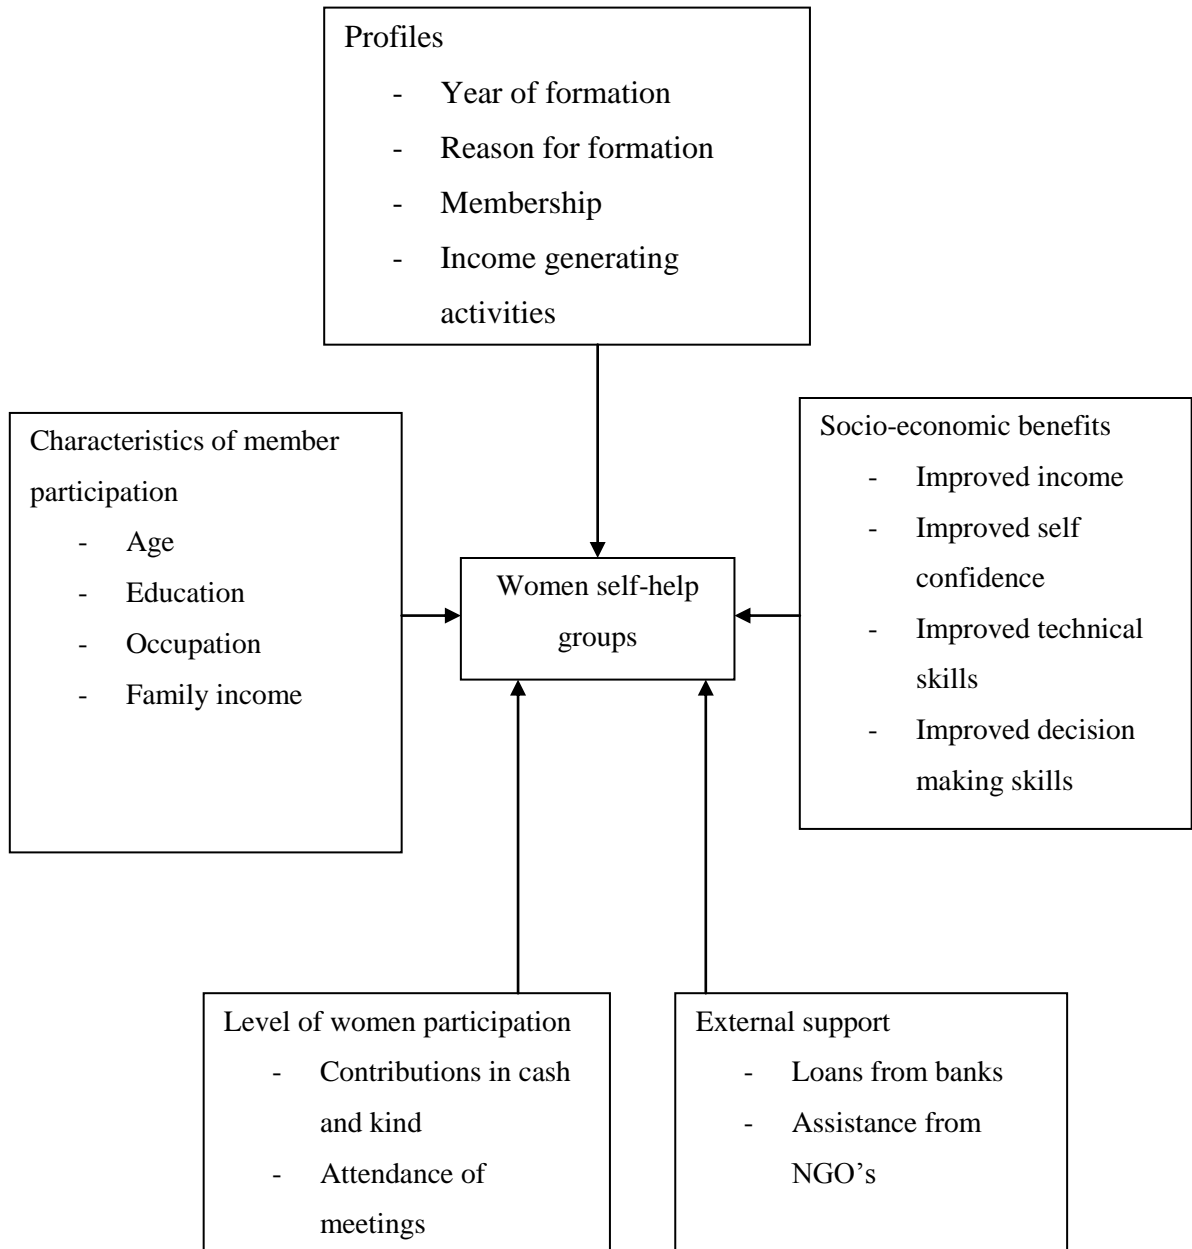 Profiles
- Year of formation
- Reason for formation
- Membership
- Income generating
activities
Characteristics of member
participation
- Age
- Education
- Occupation
- Family income
Women self-help
groups
Socio-economic benefits
- Improved income
- Improved self
confidence
- Improved technical
skills
- Improved decision
making skills
Level of women participation
- Contributions in cash
and kind
- Attendance of
meetings
External support
- Loans from banks
- Assistance from
NGO’s